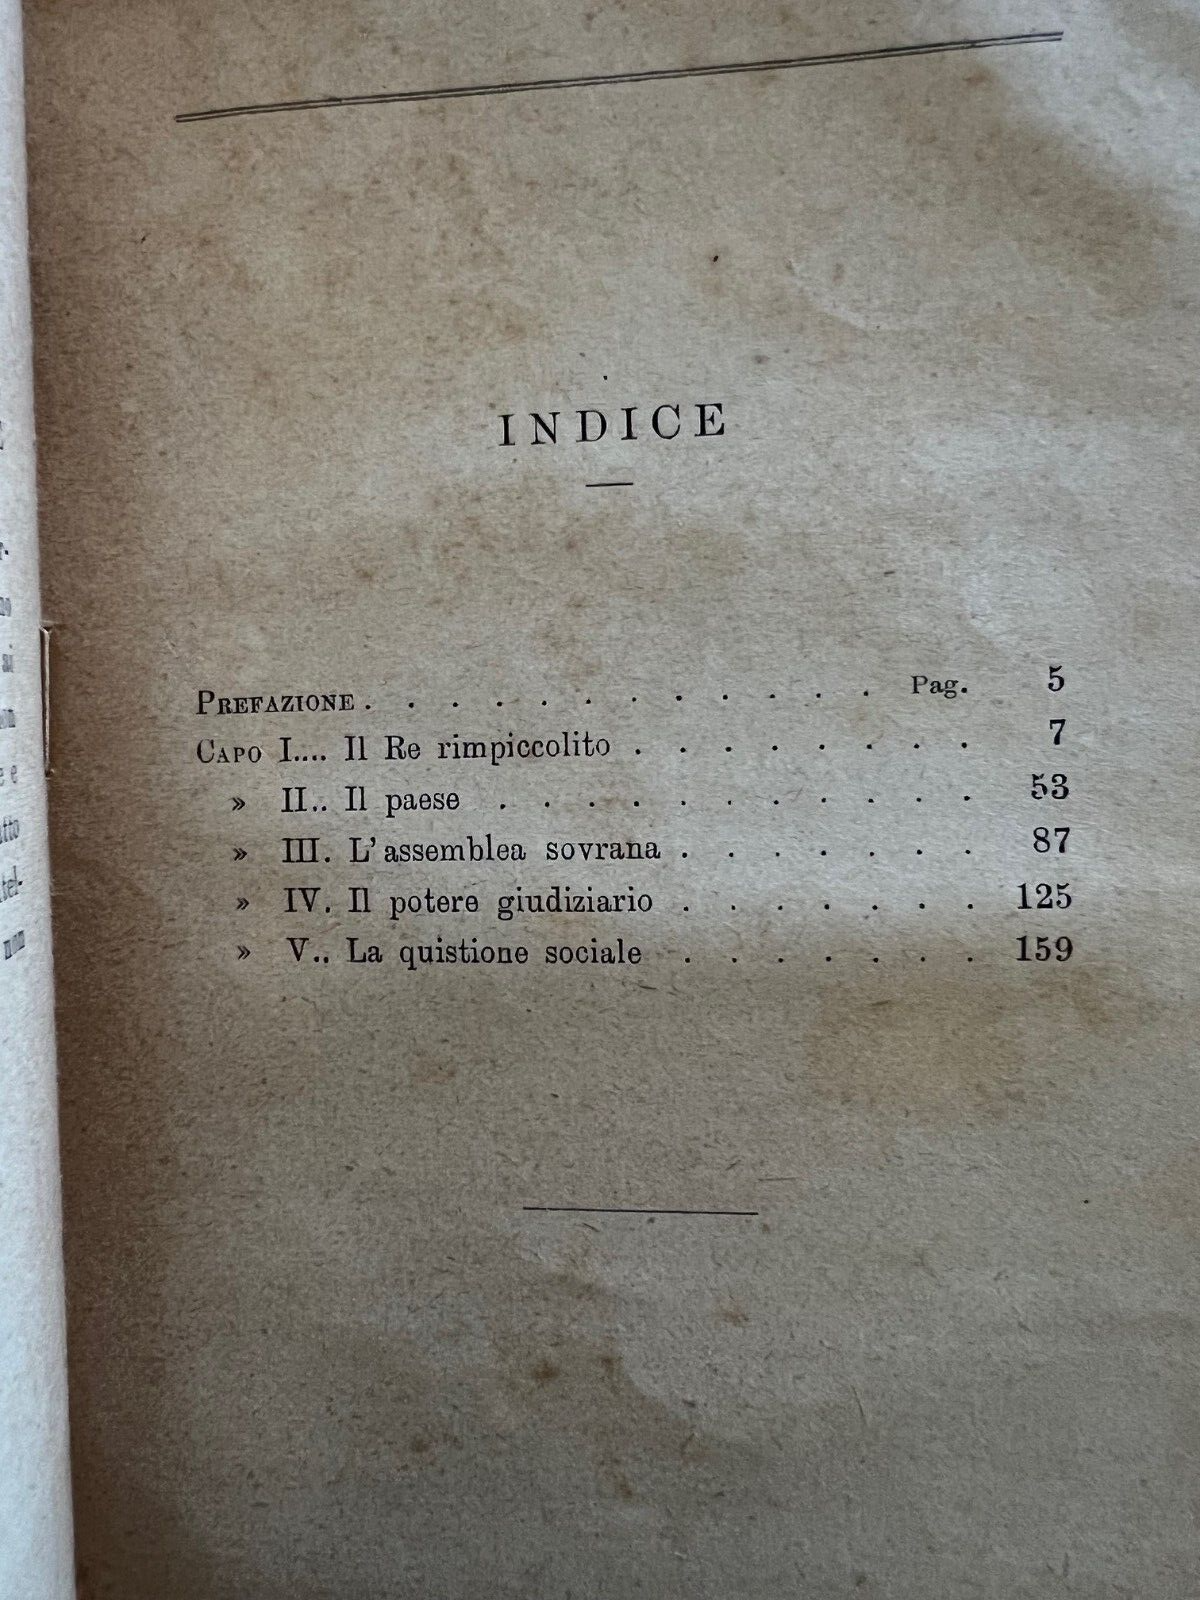 INDICE
PREFAZIONE . . . . . . . . . . . . Pag. 5
CAPO I.... Il Re rimpiccolito . . . . . . . . 7
» II.. Il paese . . . . . . . . . . . 53
» III. L'assemblea sovrana . . . . . . . 87
» IV. Il potere giudiziario . . . . . . . 125
» V.. La quistione sociale . . . . . . . 159